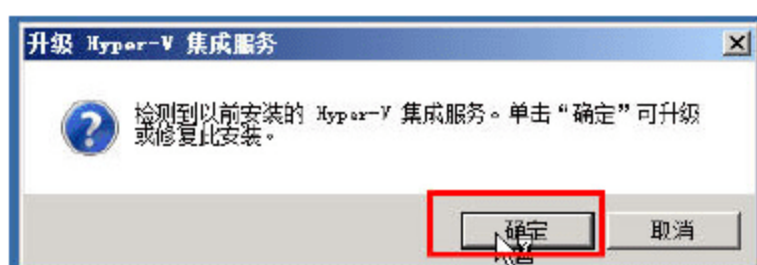 升级 Hyper-V 集成服务
检测到以前安装的 Hyper-V 集成服务。单击“确定”可升级
或修复此安装。
确定
取消